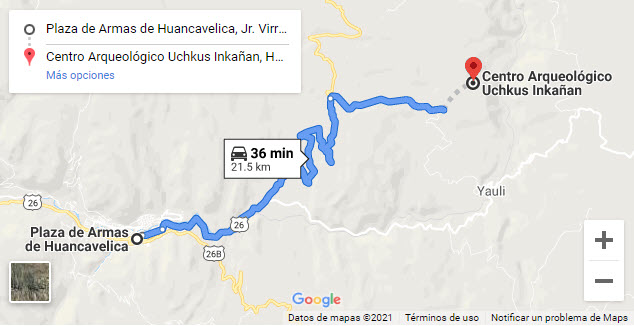 Plaza de Armas de Huancavelica, Jr. Virr...
Centro Arqueológico Uchkus Inkañan, H...
Más opciones
Centro Arqueológico
Uchkus Inkañan
36 min
21.5 km
Yauli
26
26
Plaza de Armas
de Huancavelica
26B
Google
Datos de mapas ©2021 Términos de uso Notificar un problema de Maps